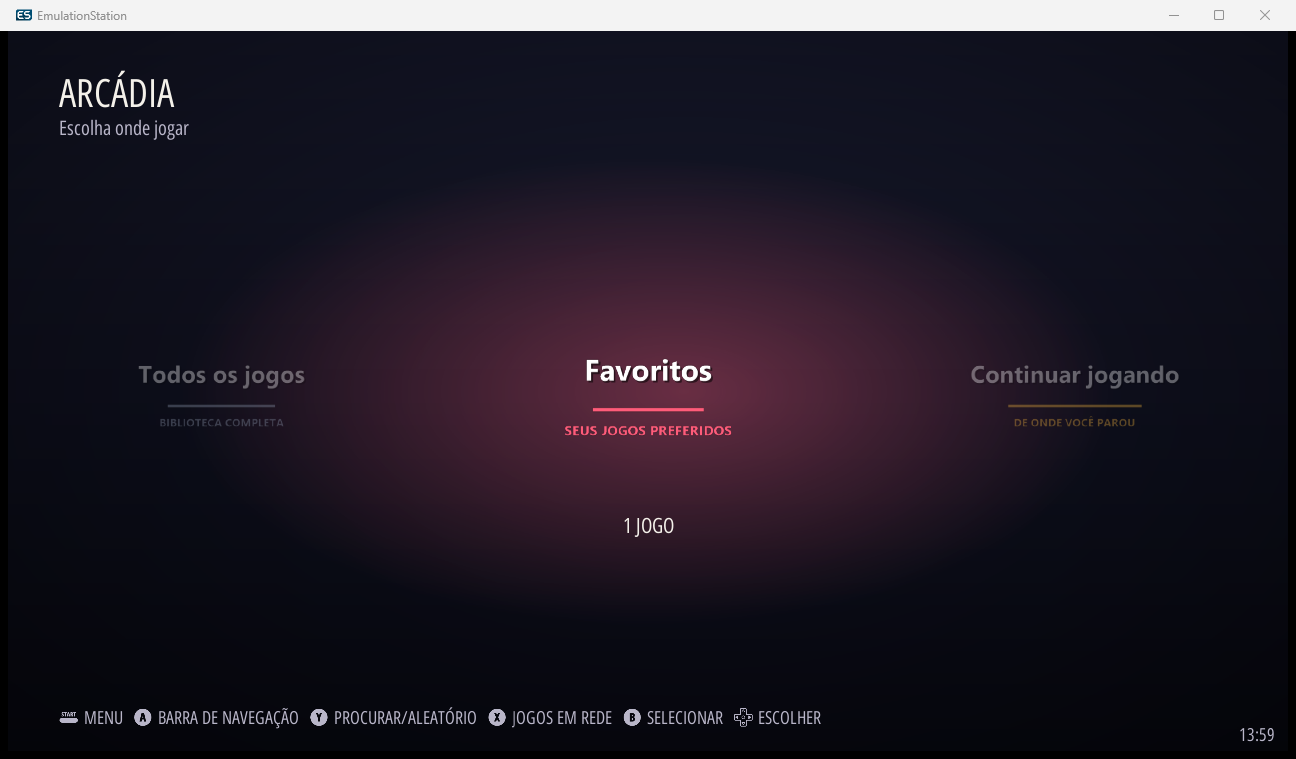 ES EmulationStation
ARCÁDIA
Escolha onde jogar
Todos os jogos
BIBLIOTECA COMPLETA
Favoritos
SEUS JOGOS PREFERIDOS
Continuar jogando
DE ONDE VOCÊ PAROU
1 JOGO
START MENU A BARRA DE NAVEGAÇÃO Y PROCURAR/ALEATÓRIO X JOGOS EM REDE B SELECIONAR ESCOLHER
13:59